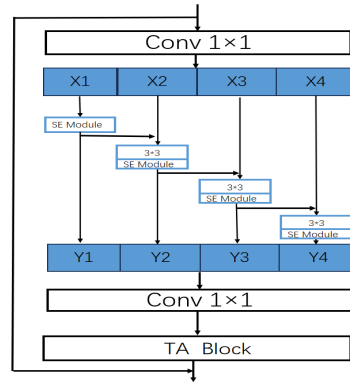 Conv 1×1
X1 X2 X3 X4
SE Module
3*3
SE Module
3*3
SE Module
3*3
SE Module
Y1 Y2 Y3 Y4
Conv 1×1
TA Block